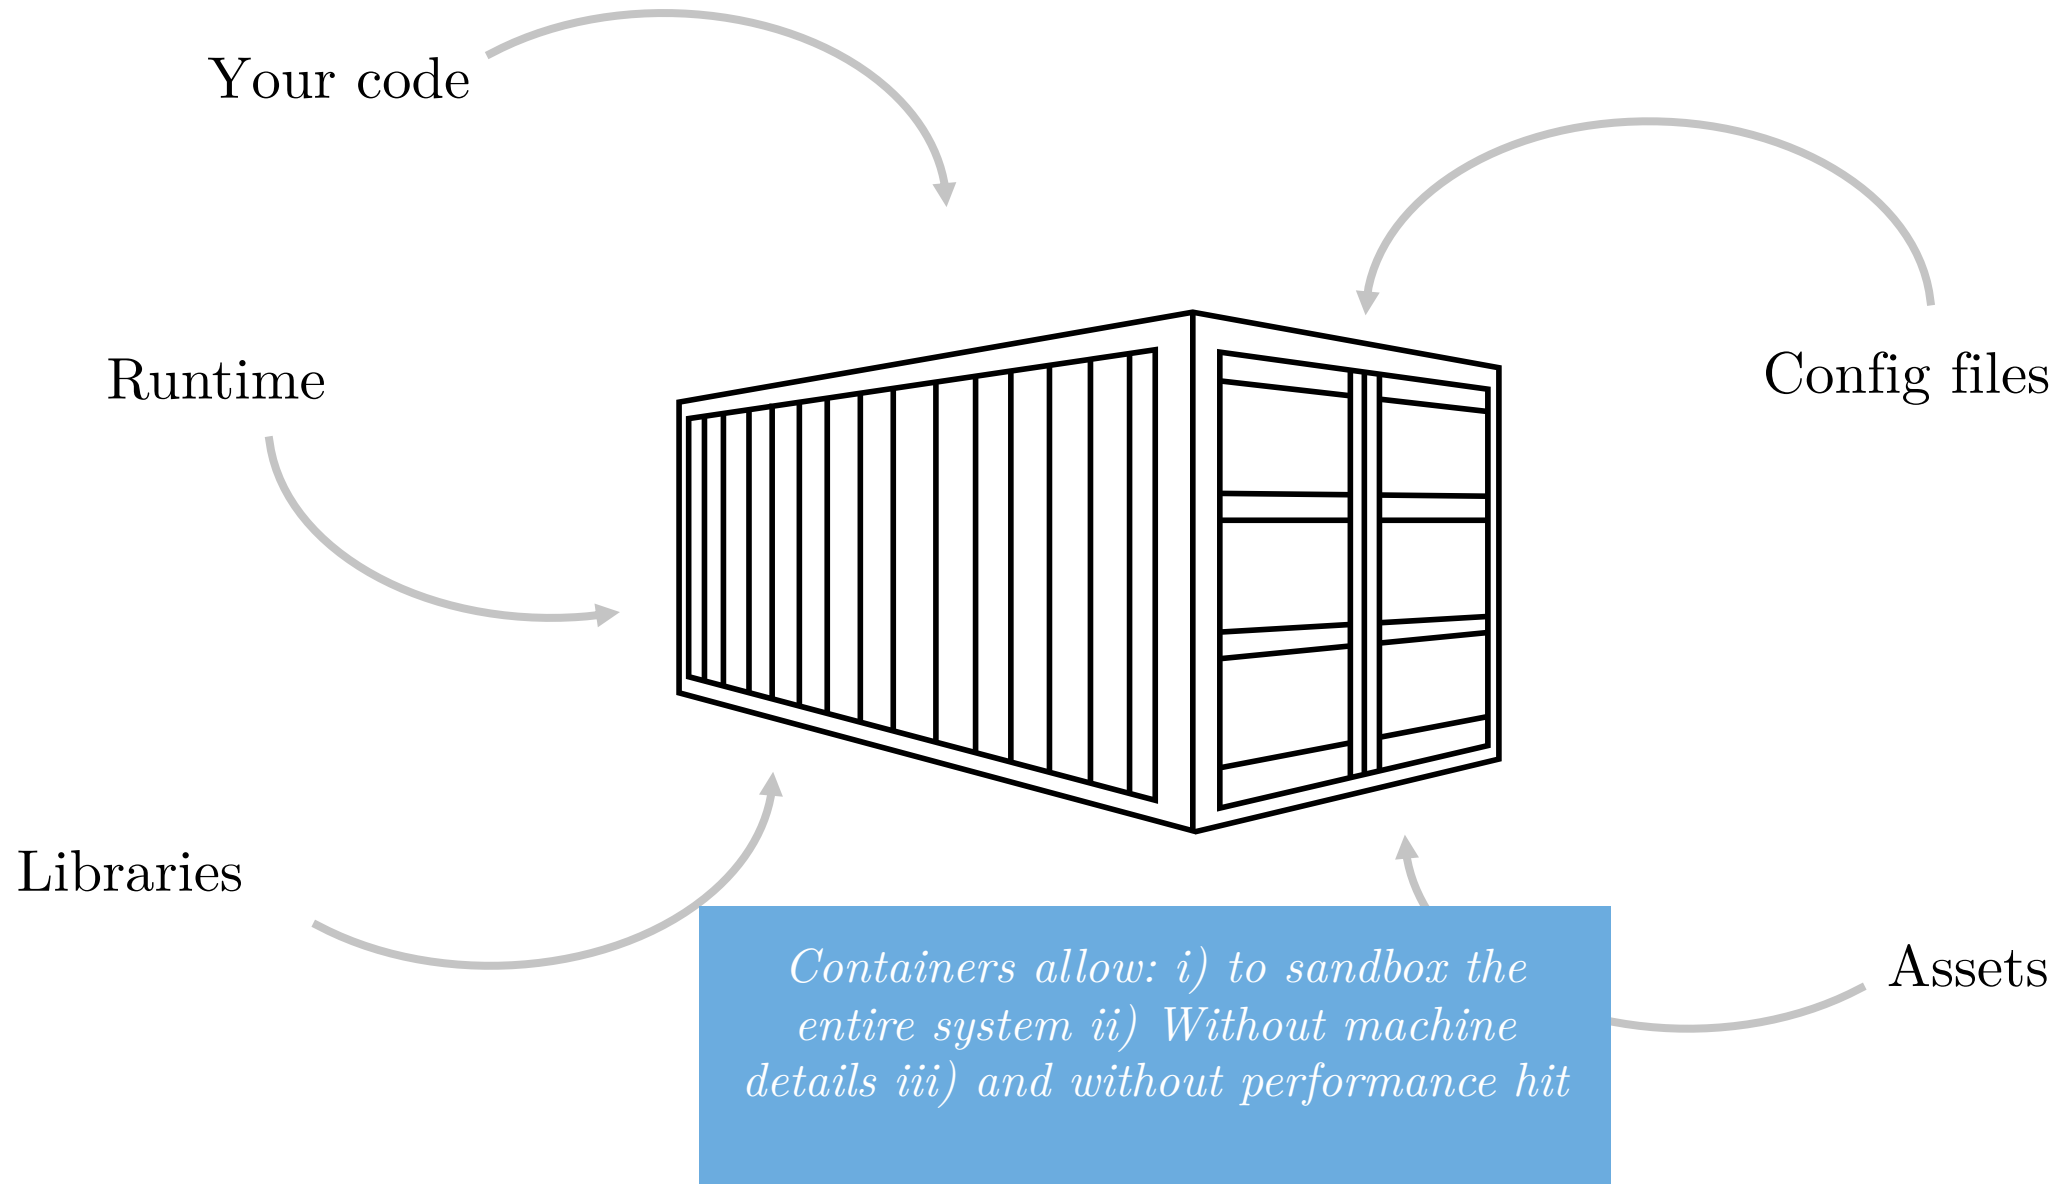 Your code
Runtime
Config files
Libraries
Assets
Containers allow: i) to sandbox the
entire system ii) Without machine
details iii) and without performance hit